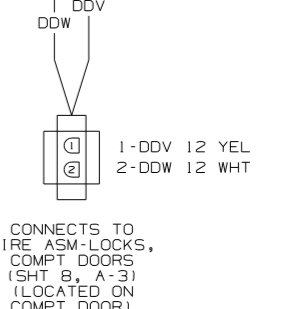 DDV
DDW
1
2
1-DDV 12 YEL
2-DDW 12 WHT
CONNECTS TO
IRE ASM-LOCKS,
COMPT DOORS
(SHT 8, A-3)
(LOCATED ON
COMPT DOOR)